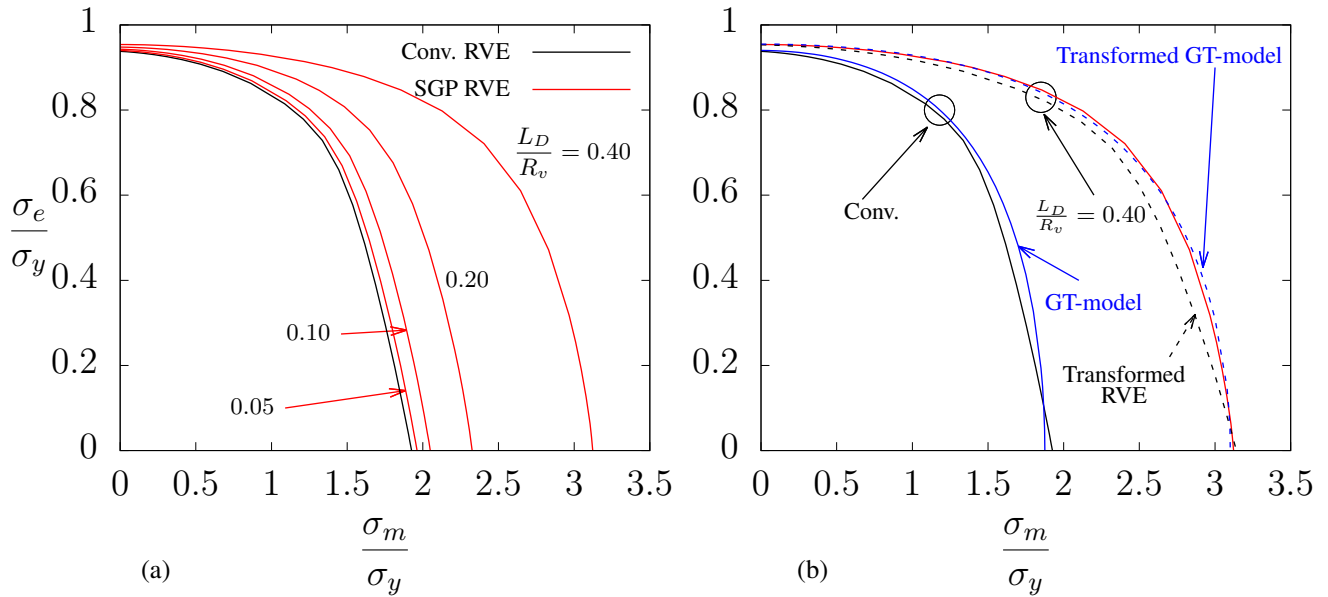 1
0.8
0.6
0.4
0.2
0
σ_e
σ_y
Conv. RVE
SGP RVE
L_D
R_v = 0.40
0.20
0.10
0.05
0 0.5 1 1.5 2 2.5 3 3.5
σ_m
σ_y
(a)
1
0.8
0.6
0.4
0.2
0
Transformed GT-model
Conv.
L_D
R_v = 0.40
GT-model
Transformed
RVE
0 0.5 1 1.5 2 2.5 3 3.5
σ_m
σ_y
(b)